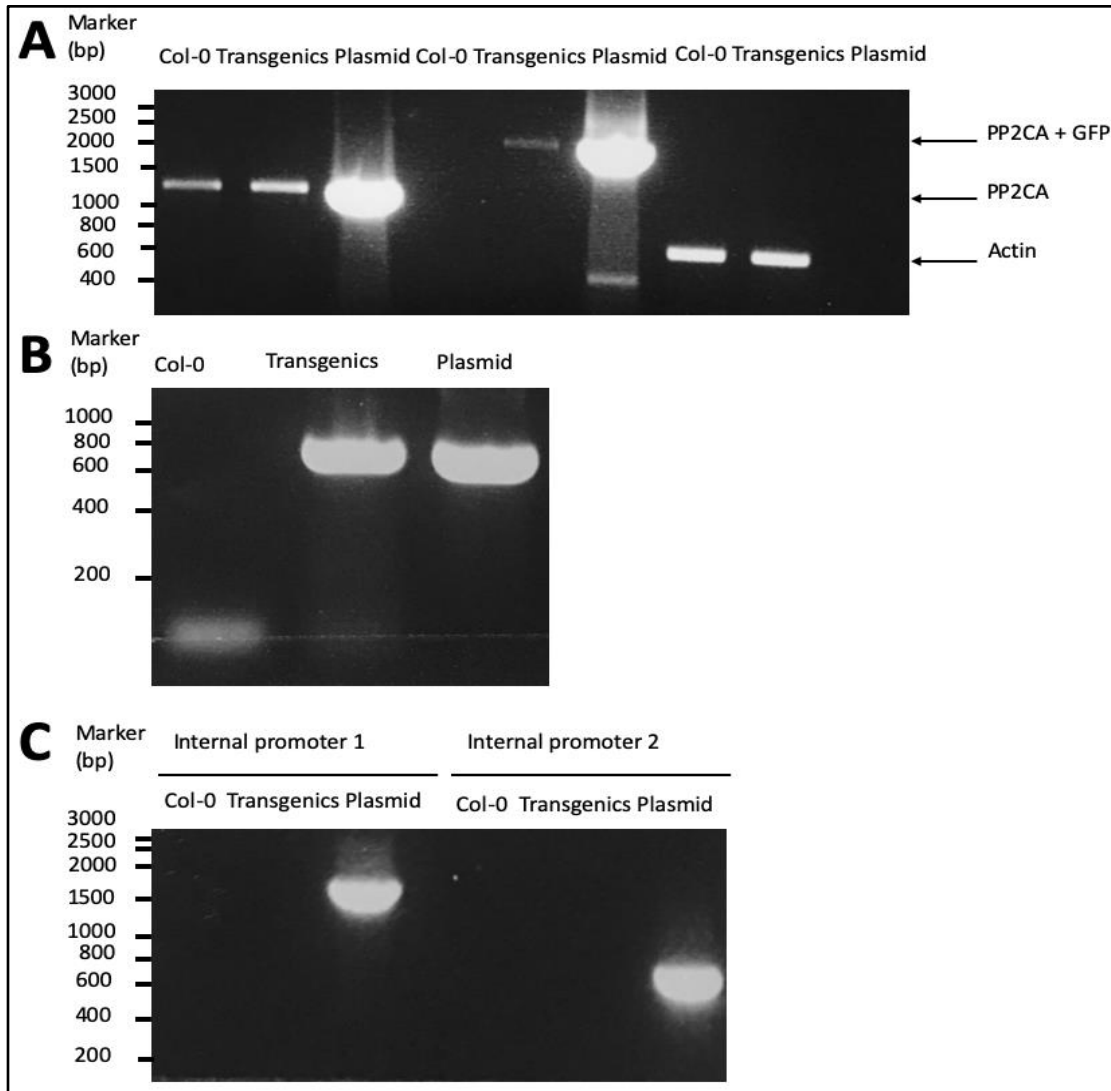 A
Marker
(bp)
Col-0 Transgenics Plasmid Col-0 Transgenics Plasmid Col-0 Transgenics Plasmid
3000
2500
2000
1500
1000
800
600
400
PP2CA + GFP
PP2CA
Actin
B
Marker
(bp)
Col-0 Transgenics Plasmid
1000
800
600
400
200
C
Marker
(bp)
Internal promoter 1 Internal promoter 2
Col-0 Transgenics Plasmid Col-0 Transgenics Plasmid
3000
2500
2000
1500
1000
800
600
400
200